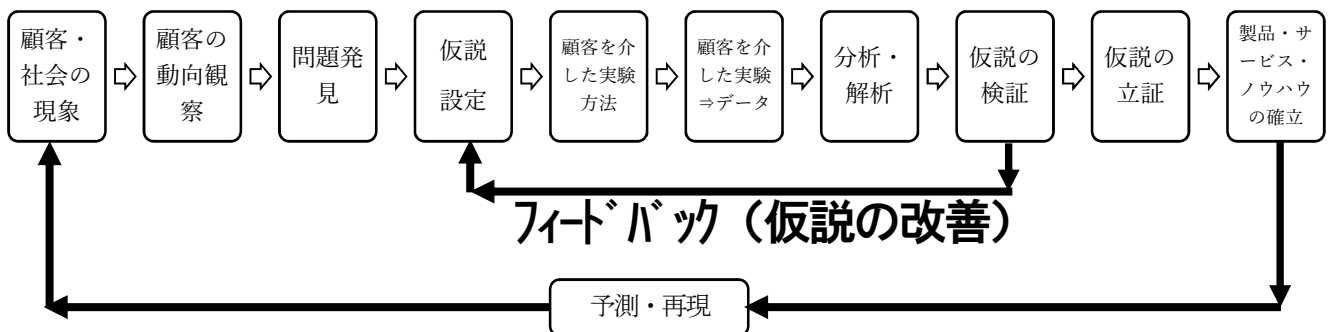 顧客・
社会の
現象
顧客の
動向観
察
問題発
見
仮説
設定
顧客を介
した実験
方法
顧客を介
した実験
⇒データ
分析・
解析
仮説の
検証
仮説の
立証
製品・サ
ービス・
ノウハウ
の確立
フィードバック（仮説の改善）
予測・再現